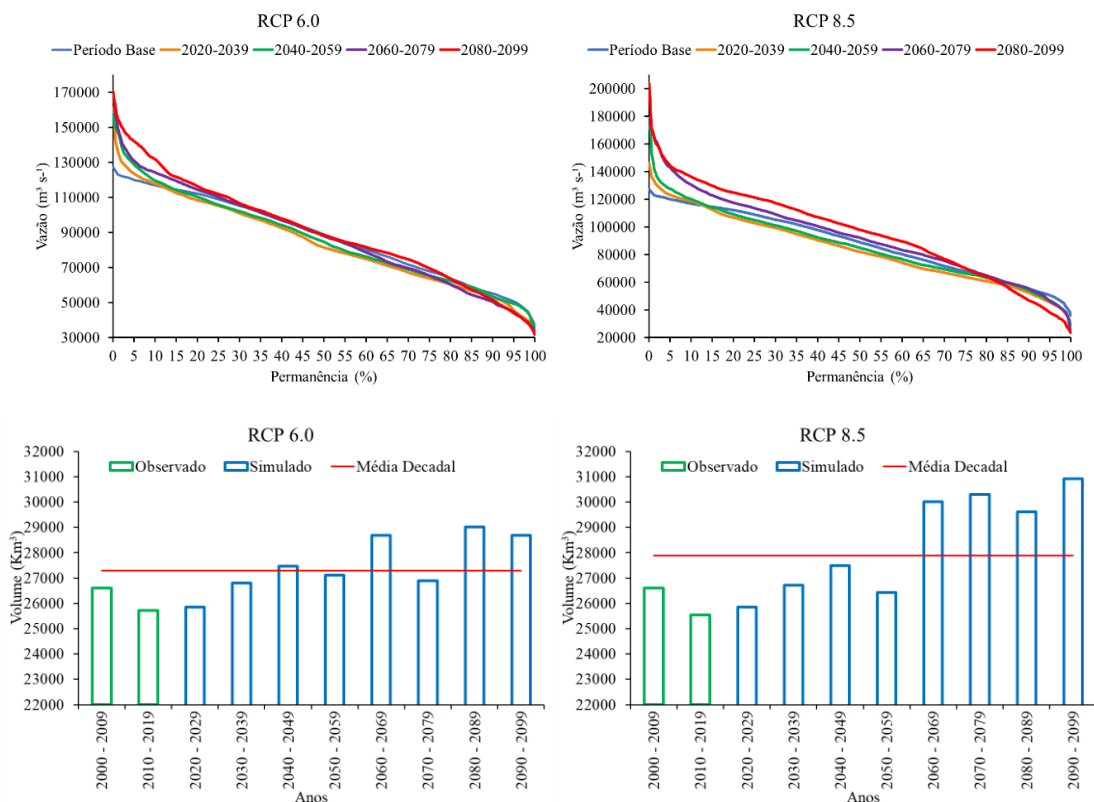 RCP 6.0
Período Base 2020-2039 2040-2059 2060-2079 2080-2099
Vazão (m³ s-¹)
170000
150000
130000
110000
90000
70000
50000
30000
0 5 10 15 20 25 30 35 40 45 50 55 60 65 70 75 80 85 90 95 100
Permanência (%)
RCP 8.5
Período Base 2020-2039 2040-2059 2060-2079 2080-2099
Vazão (m³ s-¹)
200000
180000
160000
140000
120000
100000
80000
60000
40000
20000
0 5 10 15 20 25 30 35 40 45 50 55 60 65 70 75 80 85 90 95 100
Permanência (%)
RCP 6.0
Observado Simulado Média Decadal
Volume (Km³)
32000
31000
30000
29000
28000
27000
26000
25000
24000
23000
22000
2000 - 2009
2010 - 2019
2020 - 2029
2030 - 2039
2040 - 2049
2050 - 2059
2060 - 2069
2070 - 2079
2080 - 2089
2090 - 2099
Anos
RCP 8.5
Observado Simulado Média Decadal
Volume (Km³)
32000
31000
30000
29000
28000
27000
26000
25000
24000
23000
22000
2000 - 2009
2010 - 2019
2020 - 2029
2030 - 2039
2040 - 2049
2050 - 2059
2060 - 2069
2070 - 2079
2080 - 2089
2090 - 2099
Anos